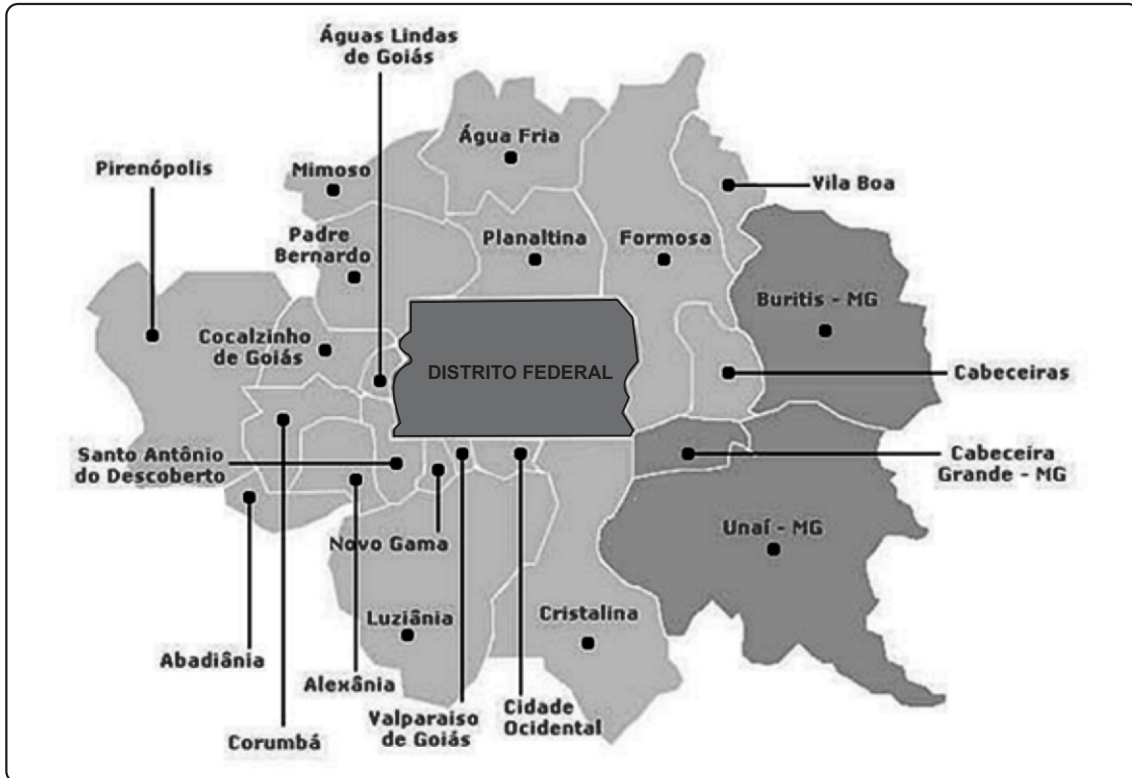 Águas Lindas
de Goiás
Água Fria
Pirenópolis
Mimoso
Vila Boa
Padre
Bernardo
Planaltina
Formosa
Buritis - MG
Cocalzinho
de Goiás
DISTRITO FEDERAL
Cabeceiras
Santo Antônio
do Descoberto
Cabeceira
Grande - MG
Unaí - MG
Novo Gama
Luziânia
Cristalina
Abadiânia
Alexânia
Cidade
Ocidental
Valparaiso
de Goiás
Corumbá